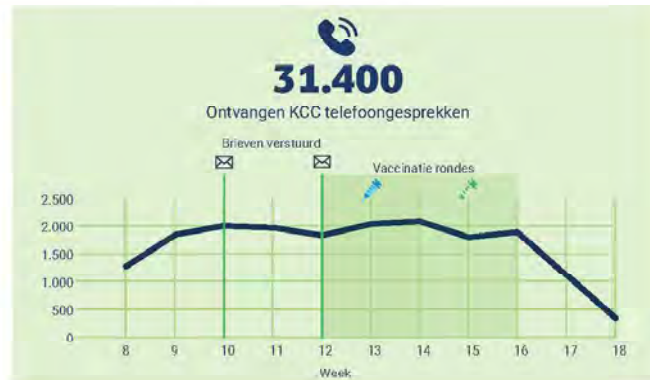 31.400
Ontvangen KCC telefoongesprekken
Brieven verstuurd
Vaccinatie rondes
2.500
2.000
1.500
1.000
500
0
8 9 10 11 12 13 14 15 16 17 18
Week